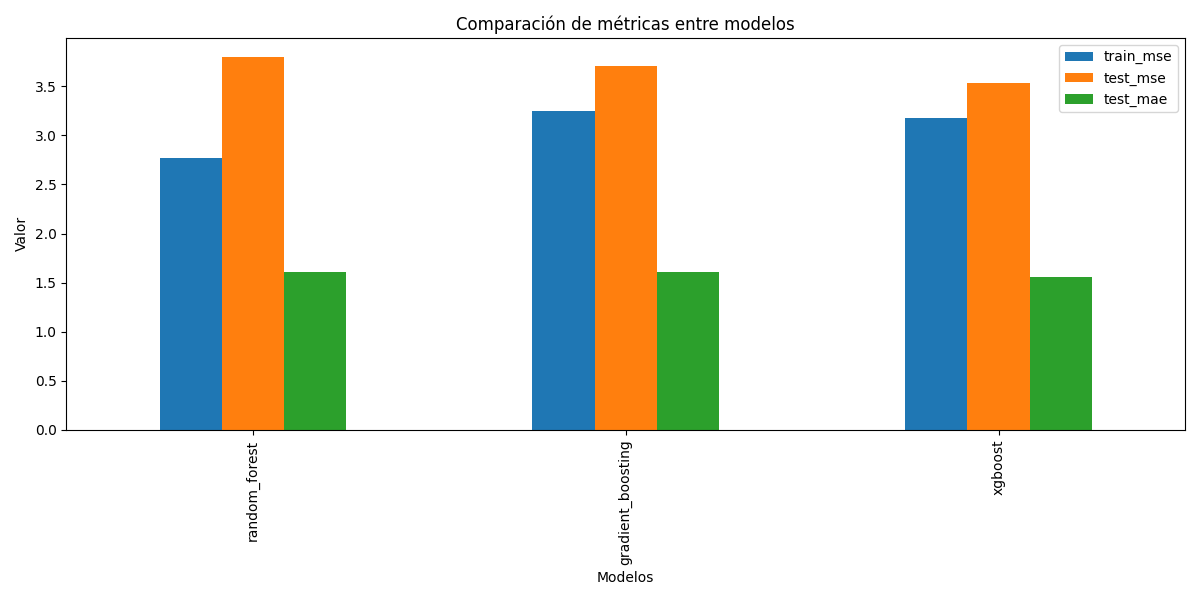 Comparación de métricas entre modelos
train_mse
test_mse
test_mae
Valor
3.5
3.0
2.5
2.0
1.5
1.0
0.5
0.0
random_forest
gradient_boosting
xgboost
Modelos